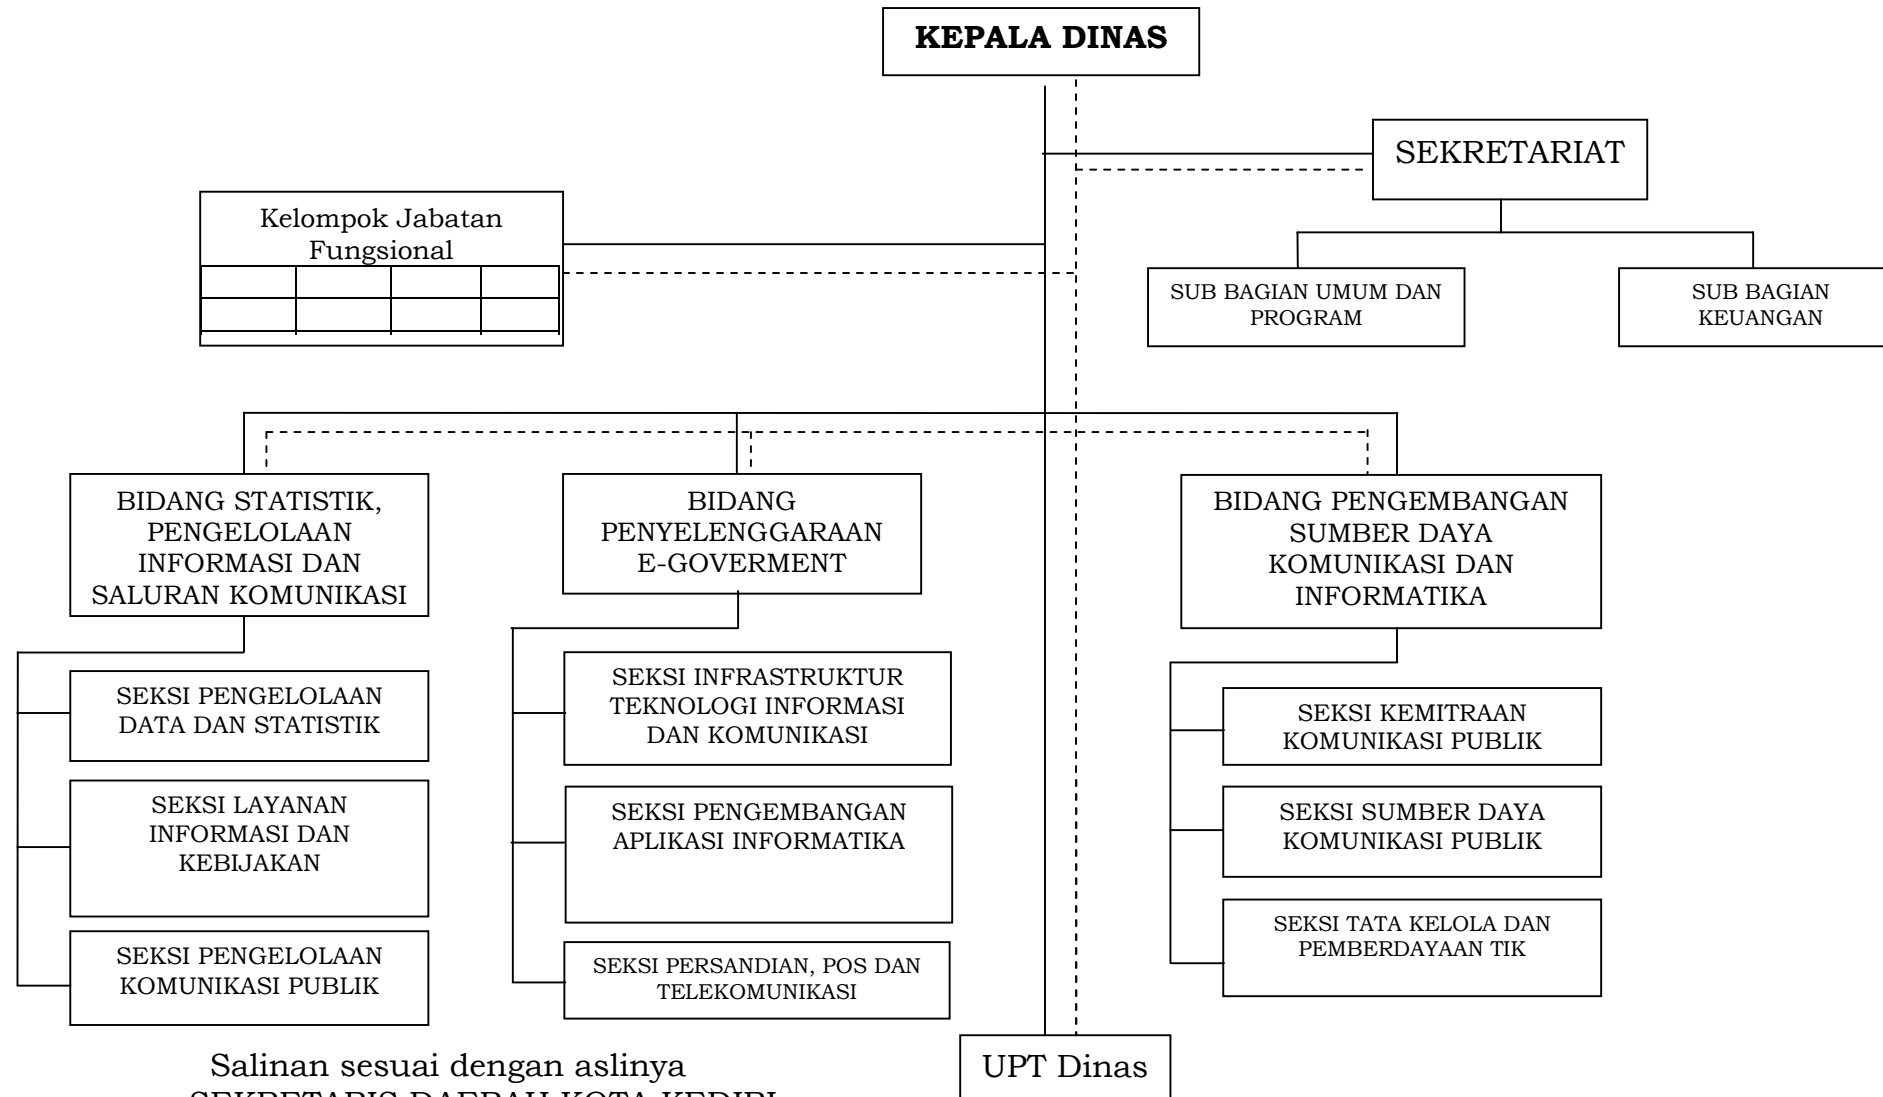 KEPALA DINAS
SEKRETARIAT
Kelompok Jabatan
Fungsional
SUB BAGIAN UMUM DAN
PROGRAM
SUB BAGIAN
KEUANGAN
BIDANG STATISTIK,
PENGELOLAAN
INFORMASI DAN
SALURAN KOMUNIKASI
BIDANG
PENYELENGGARAAN
E-GOVERMENT
BIDANG PENGEMBANGAN
SUMBER DAYA
KOMUNIKASI DAN
INFORMATIKA
SEKSI PENGELOLAAN
DATA DAN STATISTIK
SEKSI LAYANAN
INFORMASI DAN
KEBIJAKAN
SEKSI PENGELOLAAN
KOMUNIKASI PUBLIK
SEKSI INFRASTRUKTUR
TEKNOLOGI INFORMASI
DAN KOMUNIKASI
SEKSI PENGEMBANGAN
APLIKASI INFORMATIKA
SEKSI PERSANDIAN, POS DAN
TELEKOMUNIKASI
SEKSI KEMITRAAN
KOMUNIKASI PUBLIK
SEKSI SUMBER DAYA
KOMUNIKASI PUBLIK
SEKSI TATA KELOLA DAN
PEMBERDAYAAN TIK
UPT Dinas
Salinan sesuai dengan aslinya
SEKRETARIS DAERAH KOTA KEDIRI